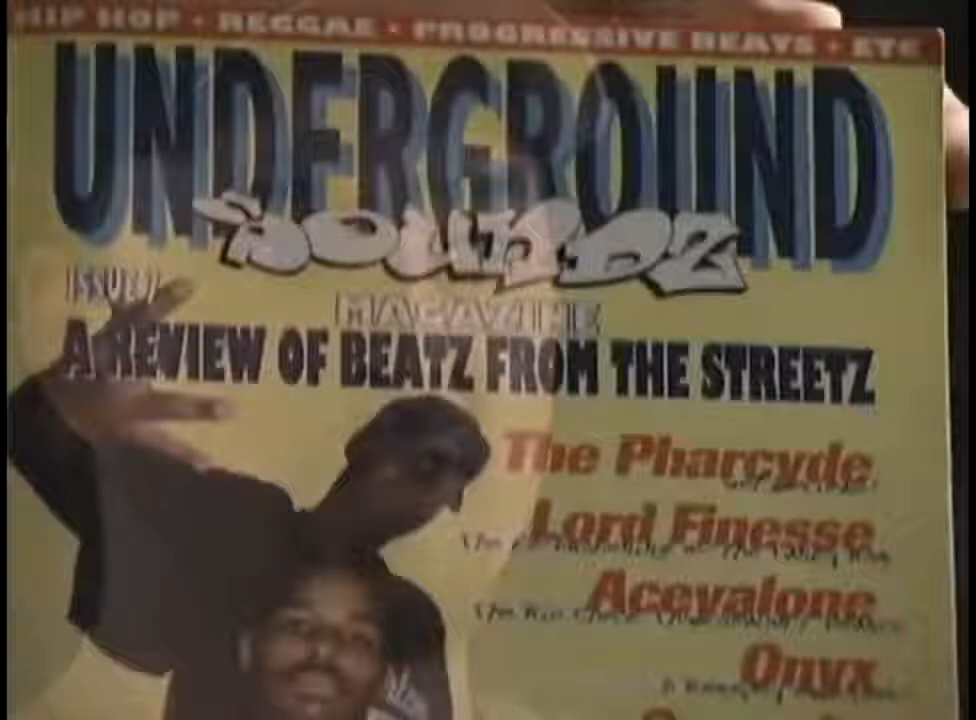 HIP HOP • REGGAE • PROGRESSIVE BEATS • ETC
UNDERGROUND
SOUNDZ
ISSUE
MAGAZINE
A REVIEW OF BEATZ FROM THE STREETZ
The Pharcyde
Lord Finesse
Aceyalone
Onyx